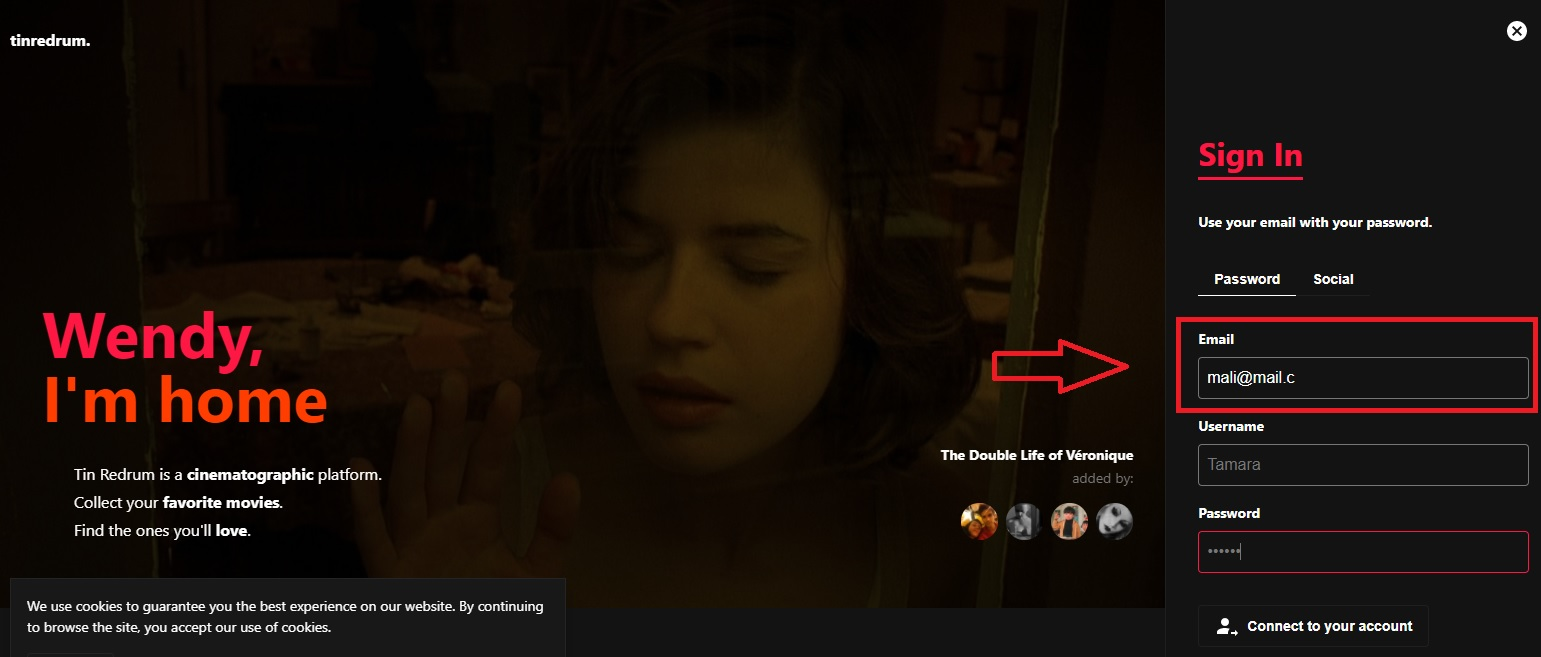 tinredrum.
Wendy,
I'm home
Tin Redrum is a cinematographic platform.
Collect your favorite movies.
Find the ones you'll love.
The Double Life of Véronique
added by:
We use cookies to guarantee you the best experience on our website. By continuing
to browse the site, you accept our use of cookies.
Sign In
Use your email with your password.
Password Social
Email
mali@mail.c
Username
Tamara
Password
••••••
Connect to your account